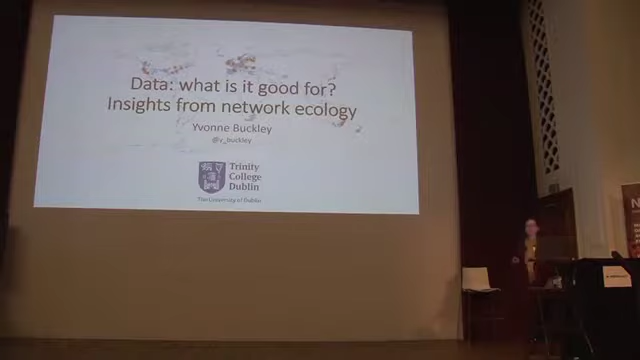 Data: what is it good for?
Insights from network ecology
Yvonne Buckley
@y_buckley
Trinity
College
Dublin
The University of Dublin